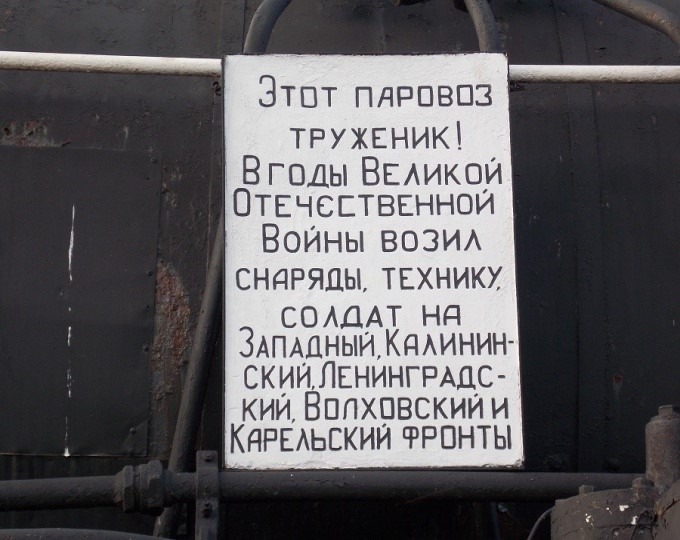 Этот паровоз
труженик!
В годы Великой
Отечественной
Войны возил
снаряды, технику,
солдат на
Западный, Калинин-
ский, Ленинградс-
кий, Волховский и
Карельский фронты